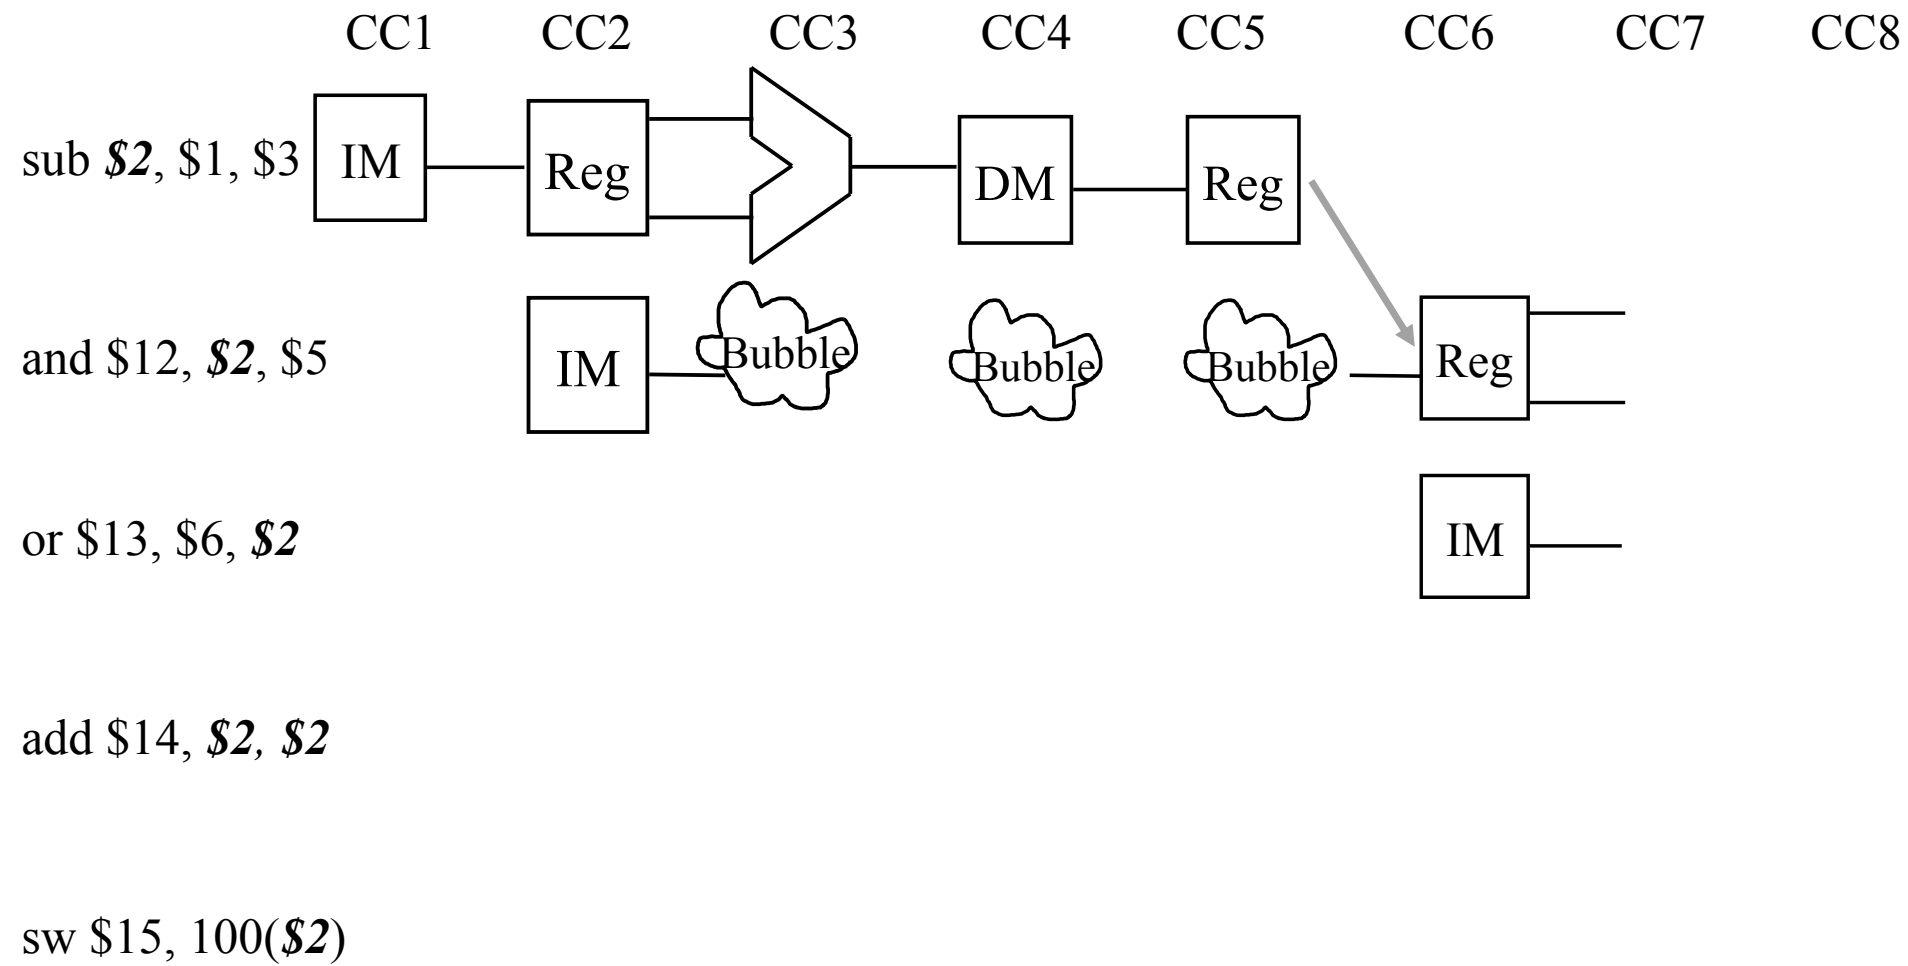 CC1 CC2 CC3 CC4 CC5 CC6 CC7 CC8
sub $2, $1, $3 IM Reg DM Reg
and $12, $2, $5 IM Bubble Bubble Bubble Reg
or $13, $6, $2 IM
add $14, $2, $2
sw $15, 100($2)